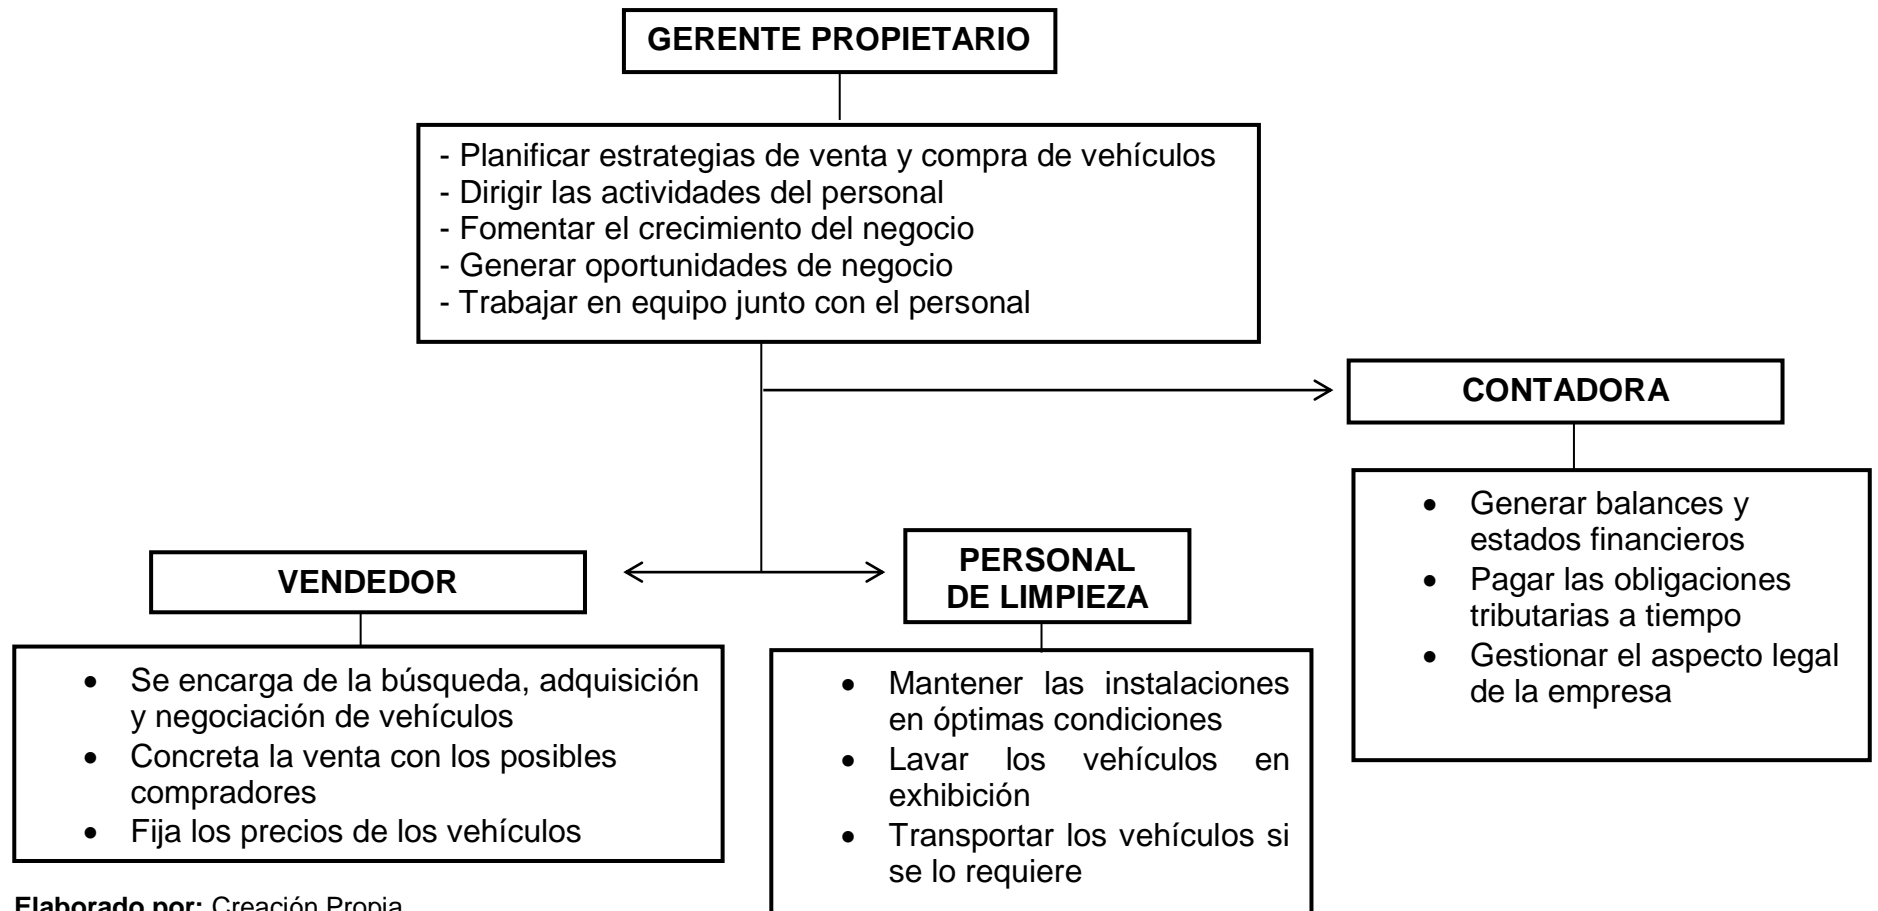 GERENTE PROPIETARIO
- Planificar estrategias de venta y compra de vehículos
- Dirigir las actividades del personal
- Fomentar el crecimiento del negocio
- Generar oportunidades de negocio
- Trabajar en equipo junto con el personal
CONTADORA
• Generar balances y
estados financieros
• Pagar las obligaciones
tributarias a tiempo
• Gestionar el aspecto legal
de la empresa
VENDEDOR
• Se encarga de la búsqueda, adquisición
y negociación de vehículos
• Concreta la venta con los posibles
compradores
• Fija los precios de los vehículos
PERSONAL
DE LIMPIEZA
• Mantener las instalaciones
en óptimas condiciones
• Lavar los vehículos en
exhibición
• Transportar los vehículos si
se lo requiere
Elaborado por: Creación Propia